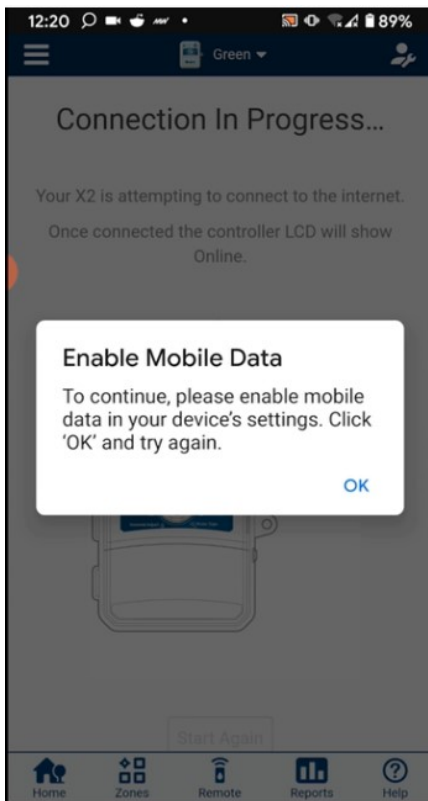 12:20 89%
Green
Connection In Progress...
Your X2 is attempting to connect to the internet.
Once connected the controller LCD will show
Online.
Enable Mobile Data
To continue, please enable mobile
data in your device's settings. Click
'OK' and try again.
OK
Start Again
Home Zones Remote Reports Help